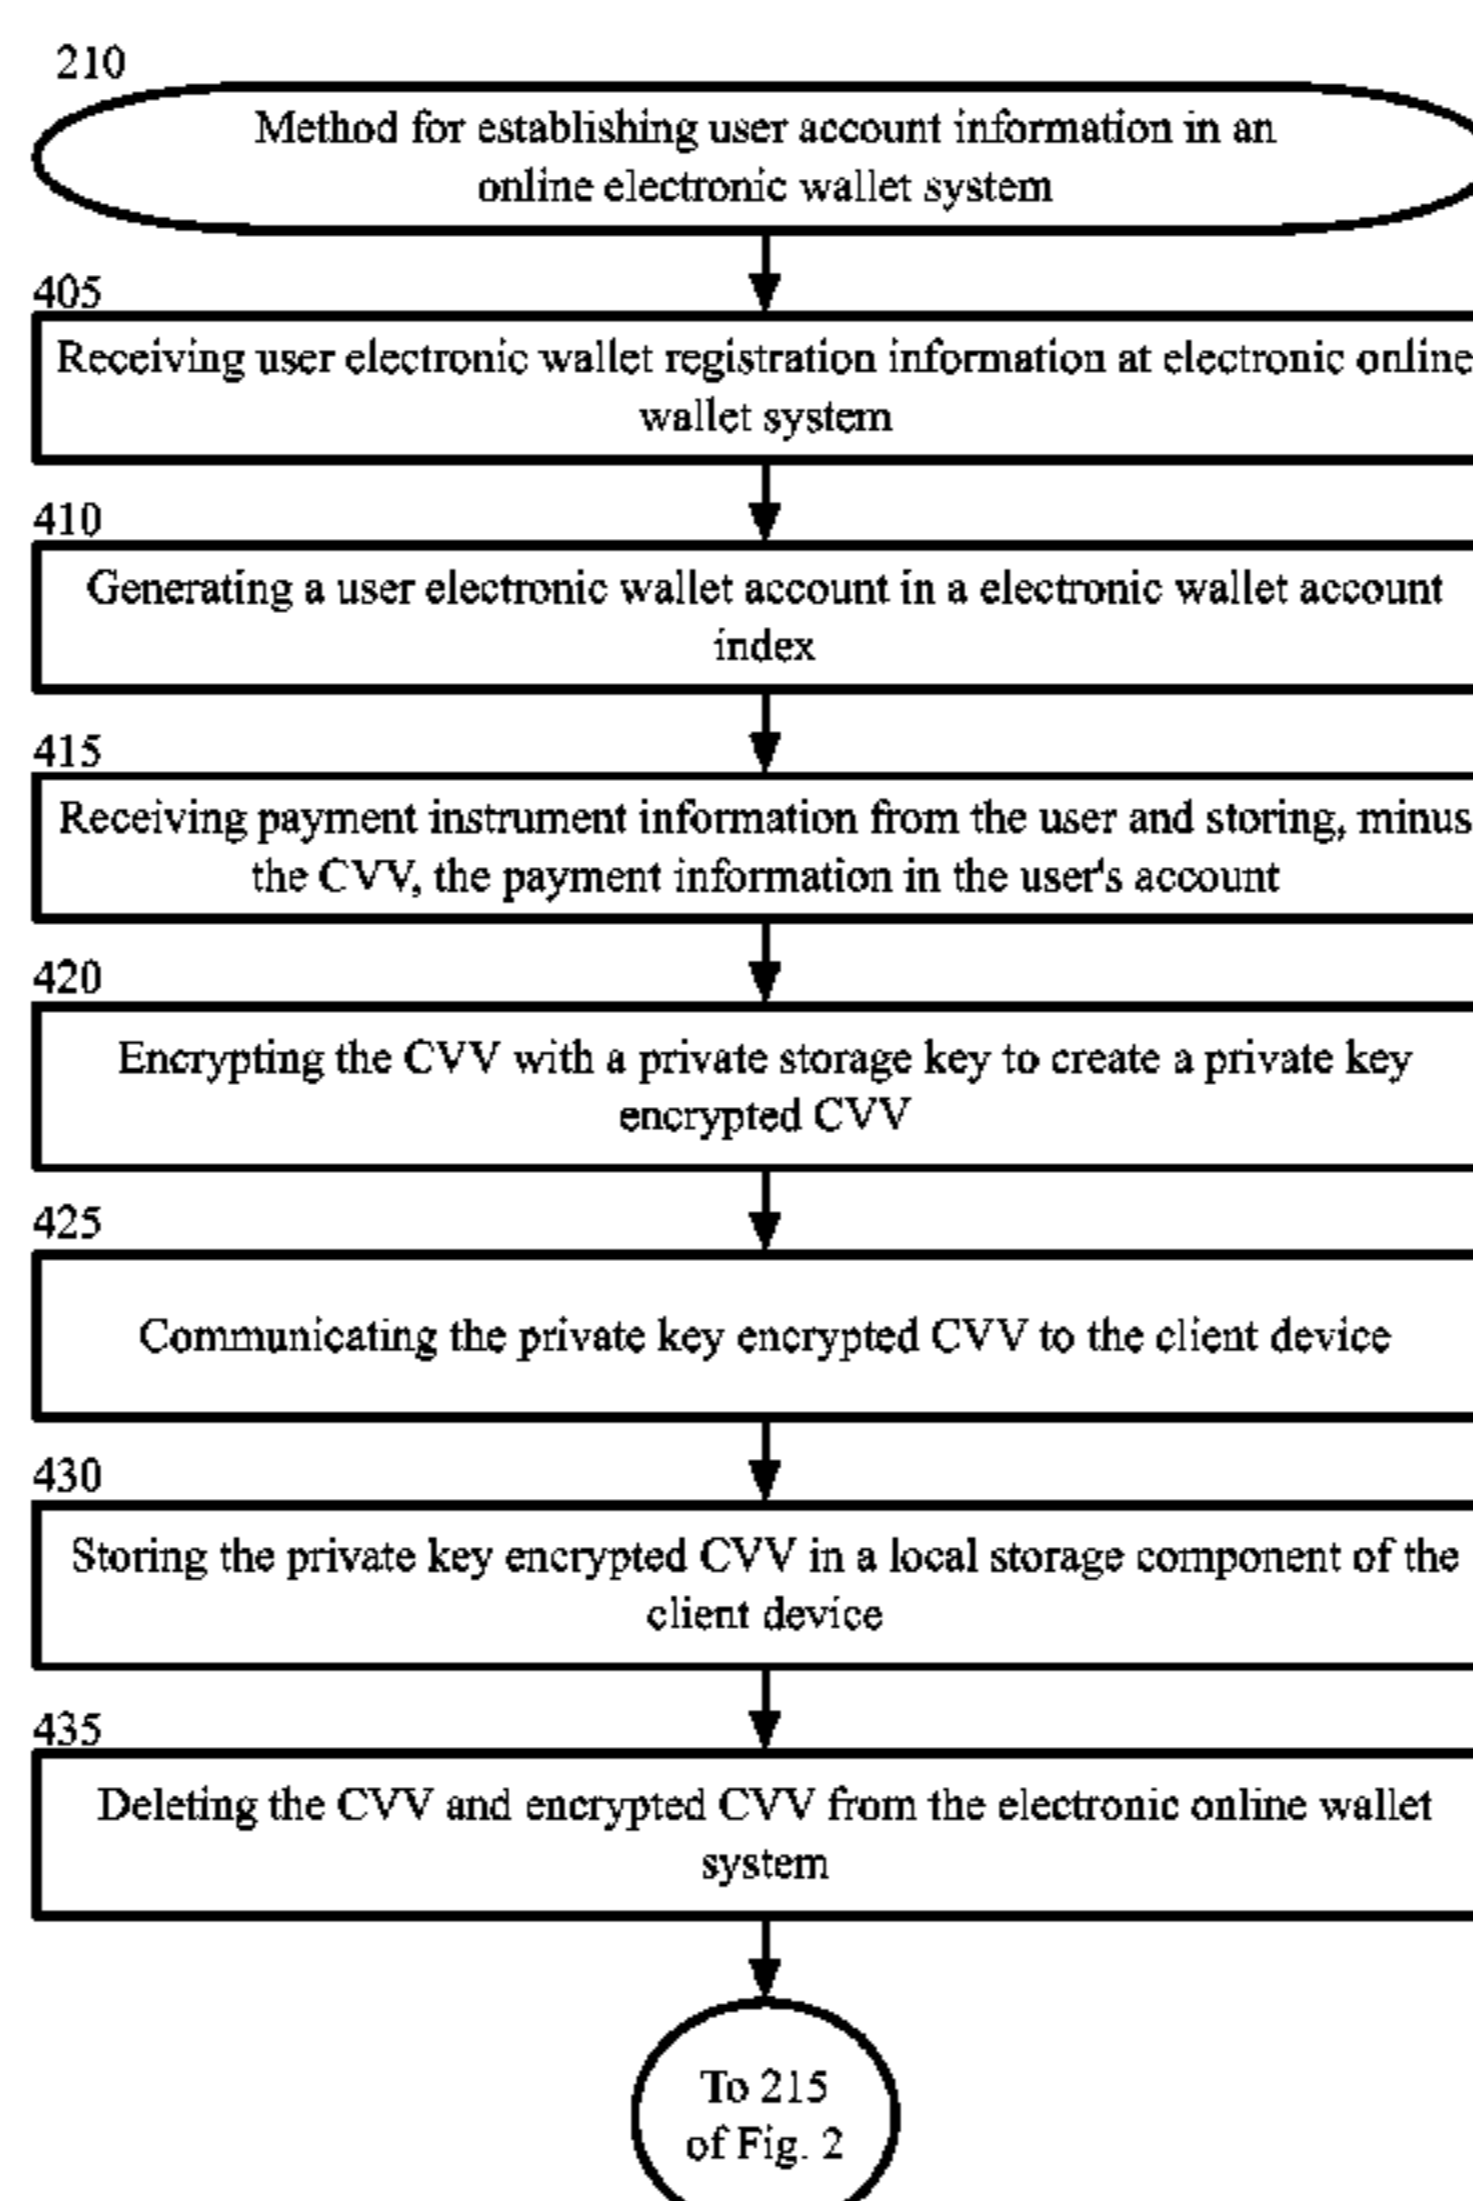 210
Method for establishing user account information in an
online electronic wallet system
405
Receiving user electronic wallet registration information at electronic online
wallet system
410
Generating a user electronic wallet account in a electronic wallet account
index
415
Receiving payment instrument information from the user and storing, minus
the CVV, the payment information in the user's account
420
Encrypting the CVV with a private storage key to create a private key
encrypted CVV
425
Communicating the private key encrypted CVV to the client device
430
Storing the private key encrypted CVV in a local storage component of the
client device
435
Deleting the CVV and encrypted CVV from the electronic online wallet
system
To 215
of Fig. 2